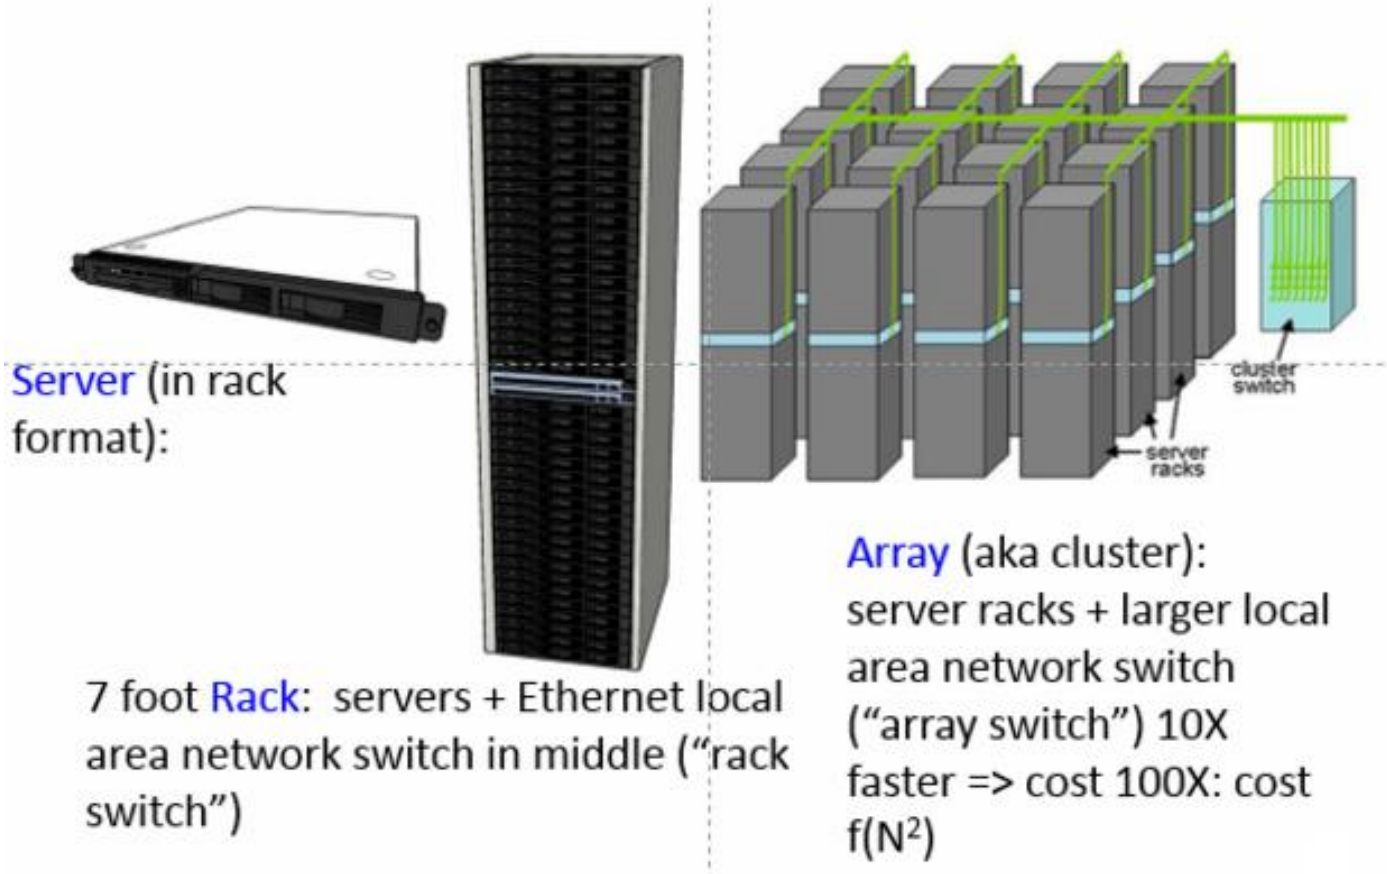 Server (in rack
format):
7 foot Rack:  servers + Ethernet local
area network switch in middle (“rack
switch”)
cluster
switch
server
racks
Array (aka cluster):
server racks + larger local
area network switch
(“array switch”) 10X
faster => cost 100X: cost
f(N²)